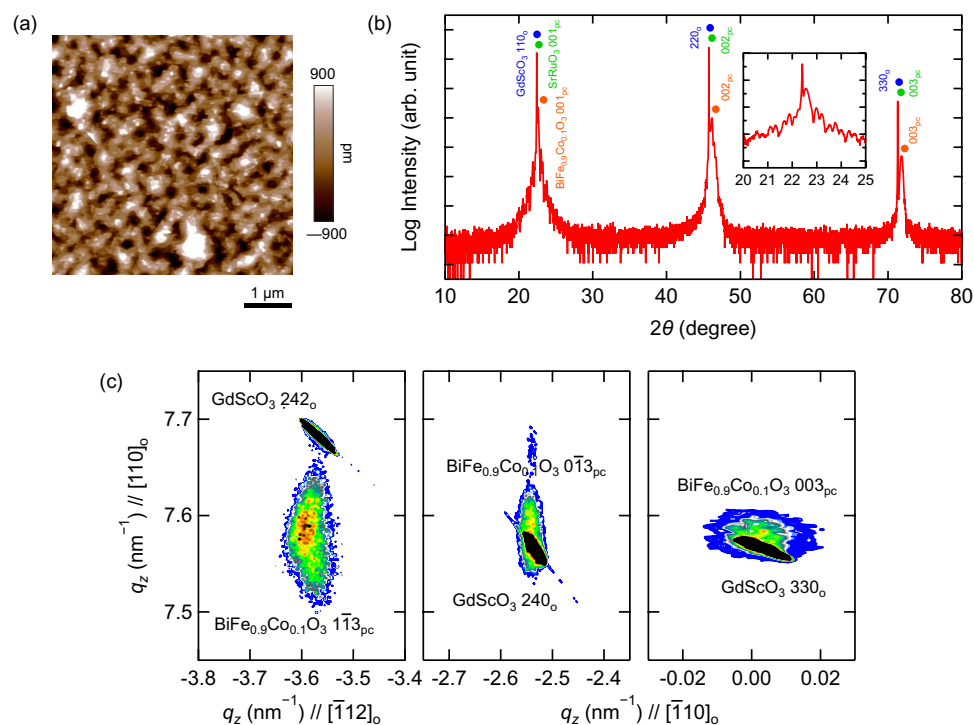 (a)
900
pm
—900
1 µm
(b)
Log Intensity (arb. unit)
GdScO₃ 110ₒ
SrRuO₃ 001pc
BiFe₀.₉Co₀.₁O₃ 001pc
220ₒ
002pc
002pc
330ₒ
003pc
003pc
20 21 22 23 24 25
10 20 30 40 50 60 70 80
2θ (degree)
(c)
qz (nm⁻¹) // [110]ₒ
7.7
7.6
7.5
GdScO₃ 242ₒ
BiFe₀.₉Co₀.₁O₃ 11̅3pc
-3.8 -3.7 -3.6 -3.5 -3.4
qz (nm⁻¹) // [1̅12]ₒ
BiFe₀.₉Co₀.₁O₃ 01̅3pc
GdScO₃ 240ₒ
-2.7 -2.6 -2.5 -2.4
BiFe₀.₉Co₀.₁O₃ 003pc
GdScO₃ 330ₒ
-0.02 0.00 0.02
qz (nm⁻¹) // [1̅10]ₒ